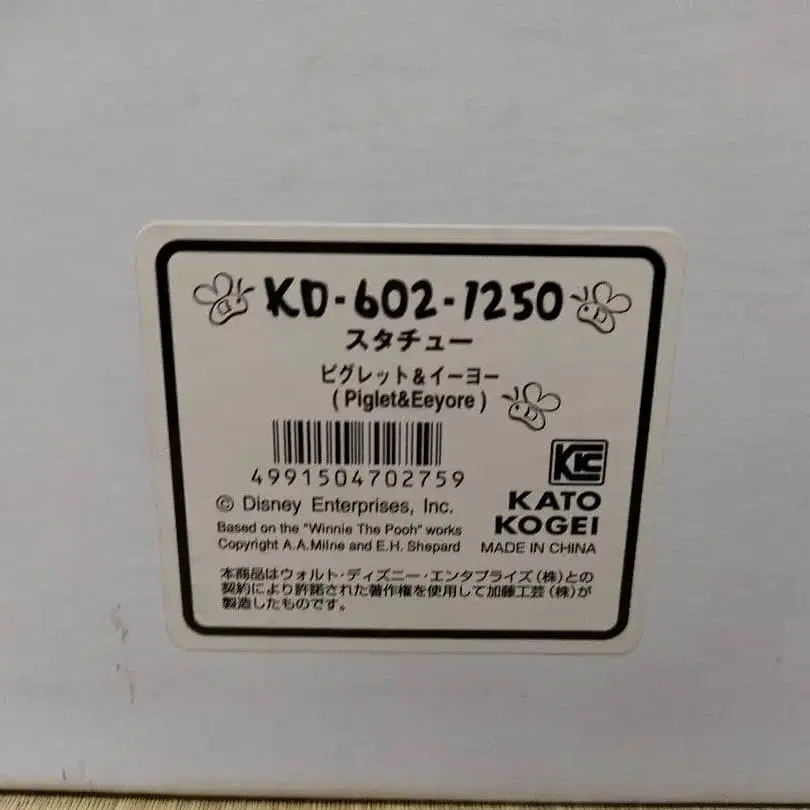 KD-602-1250
スタチュー
ピグレット&イーヨー
(Piglet&Eeyore)
4991504702759
© Disney Enterprises, Inc.
Based on the "Winnie The Pooh" works
Copyright A.A.Milne and E.H. Shepard
KIC
KATO
KOGEI
MADE IN CHINA
本商品はウォルト・ディズニー・エンタプライズ(株)との
契約により許諾された著作権を使用して加藤工芸(株)が
製造したものです。